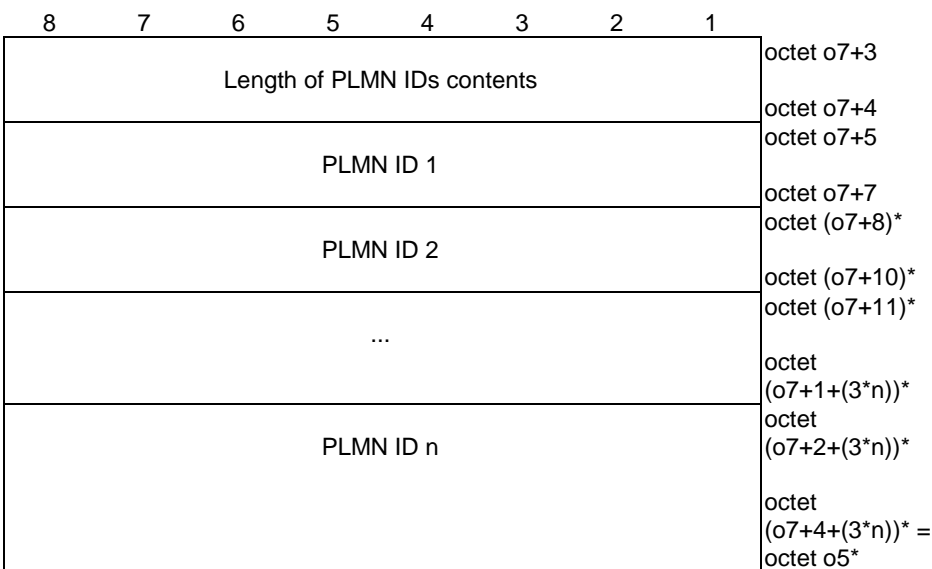 8 7 6 5 4 3 2 1
octet o7+3
Length of PLMN IDs contents
octet o7+4
octet o7+5
PLMN ID 1
octet o7+7
octet (o7+8)*
PLMN ID 2
octet (o7+10)*
octet (o7+11)*
...
octet
(o7+1+(3*n))*
octet
PLMN ID n (o7+2+(3*n))*
octet
(o7+4+(3*n))* =
octet o5*